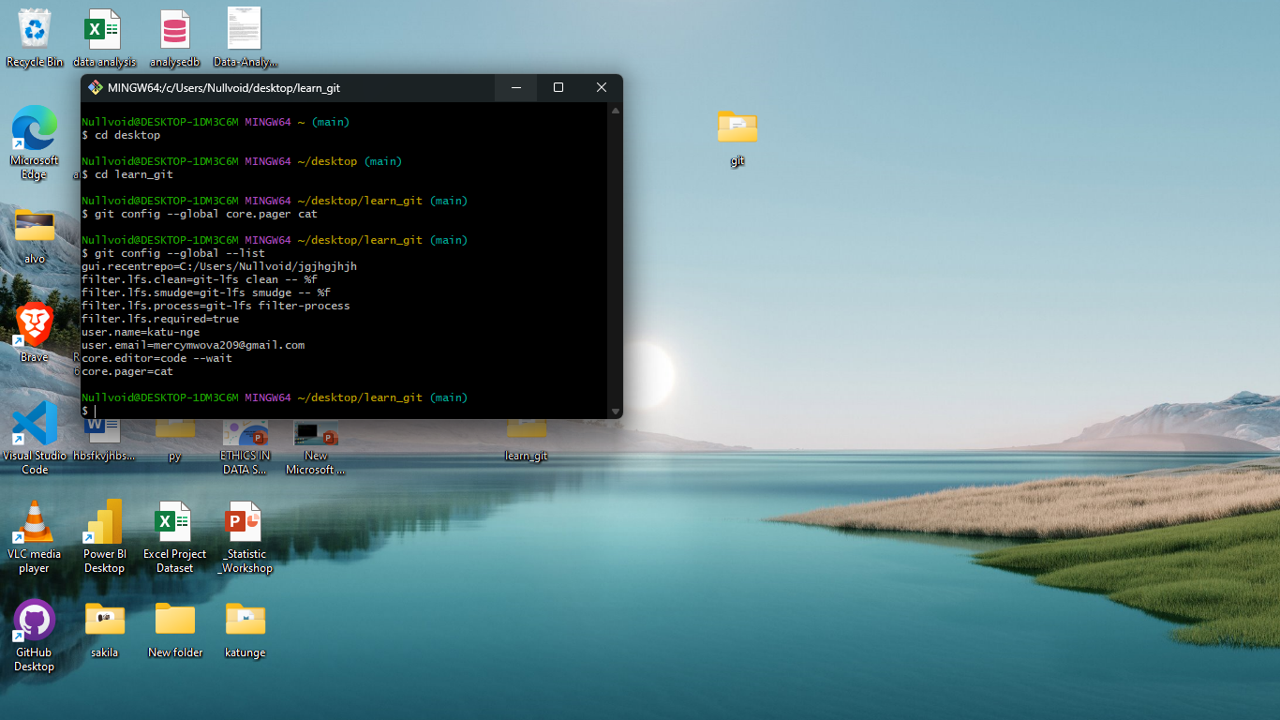 Recycle Bin
data analysis
analysedb
Data-Analy...
MINGW64:/c/Users/Nullvoid/desktop/learn_git
Nullvoid@DESKTOP-1DM3C6M MINGW64 ~ (main)
$ cd desktop
Nullvoid@DESKTOP-1DM3C6M MINGW64 ~/desktop (main)
$ cd learn_git
Nullvoid@DESKTOP-1DM3C6M MINGW64 ~/desktop/learn_git (main)
$ git config --global core.pager cat
Nullvoid@DESKTOP-1DM3C6M MINGW64 ~/desktop/learn_git (main)
$ git config --global --list
gui.recentrepo=C:/Users/Nullvoid/jgjhgjhjh
filter.lfs.clean=git-lfs clean -- %f
filter.lfs.smudge=git-lfs smudge -- %f
filter.lfs.process=git-lfs filter-process
filter.lfs.required=true
user.name=katu-nge
user.email=mercymwova209@gmail.com
core.editor=code --wait
core.pager=cat
Nullvoid@DESKTOP-1DM3C6M MINGW64 ~/desktop/learn_git (main)
$
git
Microsoft
Edge
alvo
Brave
Visual Studio
Code
hbsfkvjhbs...
py
ETHICS IN
DATA S...
New
Microsoft ...
learn_git
VLC media
player
Power BI
Desktop
Excel Project
Dataset
_Statistic
_Workshop
GitHub
Desktop
sakila
New folder
katunge